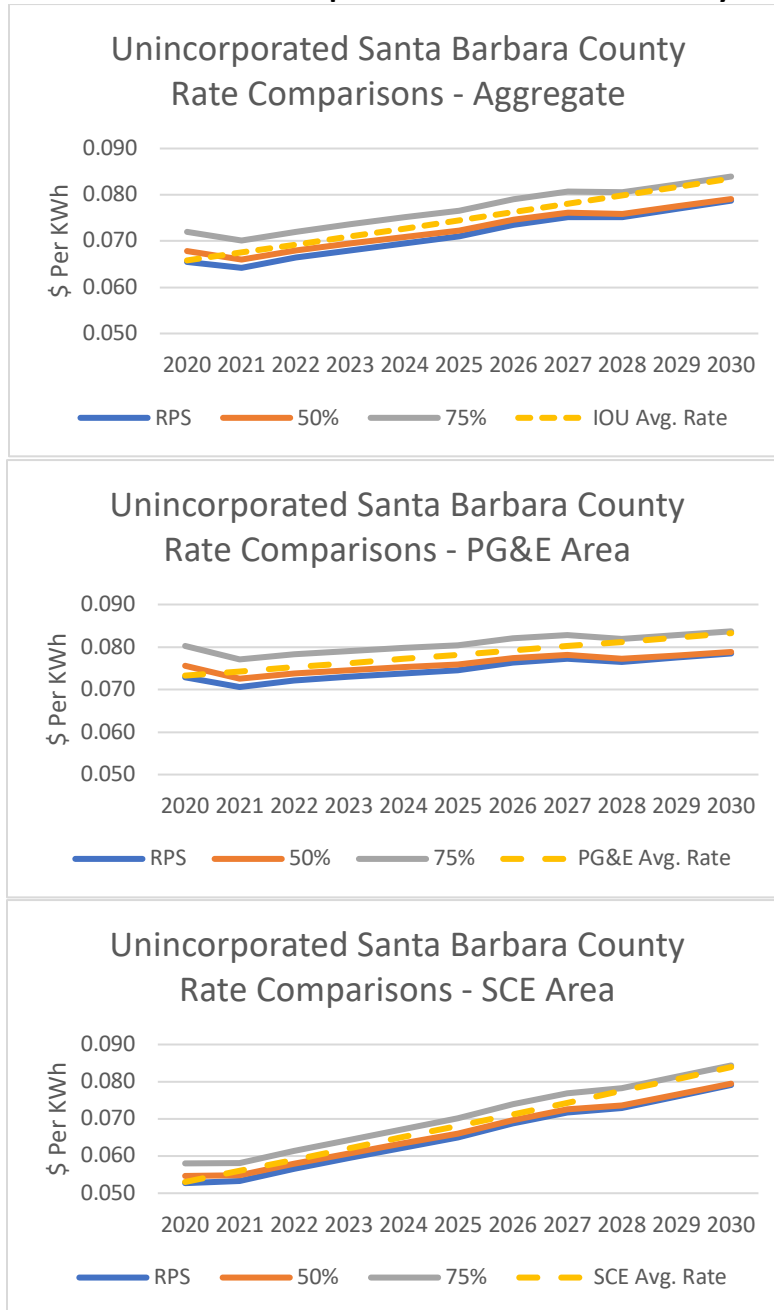 Unincorporated Santa Barbara County
Rate Comparisons - Aggregate
$ Per KWh
0.090
0.080
0.070
0.060
0.050
2020 2021 2022 2023 2024 2025 2026 2027 2028 2029 2030
RPS 50% 75% IOU Avg. Rate
Unincorporated Santa Barbara County
Rate Comparisons - PG&E Area
$ Per KWh
0.090
0.080
0.070
0.060
0.050
2020 2021 2022 2023 2024 2025 2026 2027 2028 2029 2030
RPS 50% 75% PG&E Avg. Rate
Unincorporated Santa Barbara County
Rate Comparisons - SCE Area
$ Per KWh
0.090
0.080
0.070
0.060
0.050
2020 2021 2022 2023 2024 2025 2026 2027 2028 2029 2030
RPS 50% 75% SCE Avg. Rate